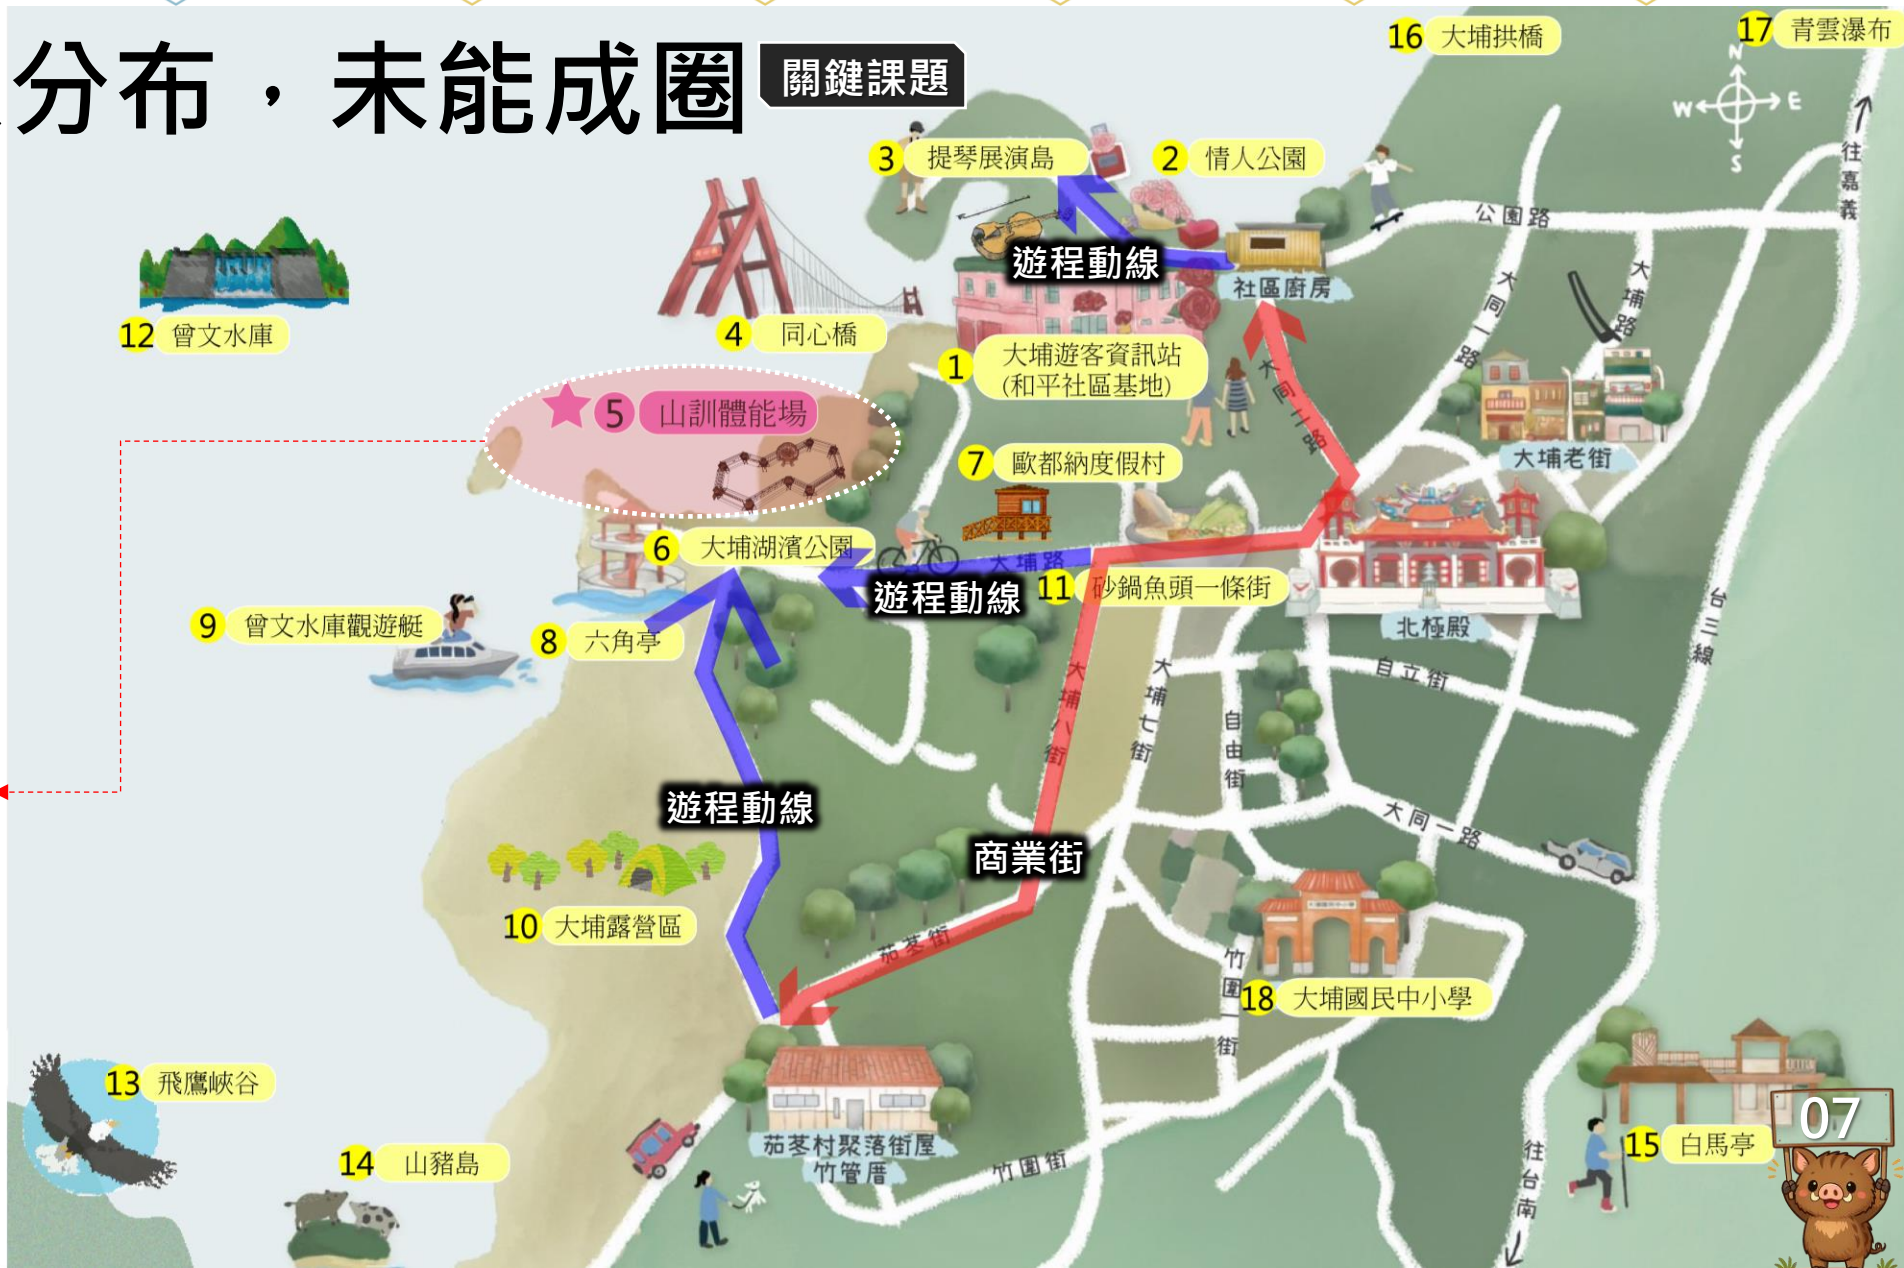 分布，未能成圈
關鍵課題
16 大埔拱橋
17 青雲瀑布
N
W E
S
往嘉義
3 提琴展演島
2 情人公園
公園路
遊程動線
社區廚房
大同一路
大埔路
12 曾文水庫
4 同心橋
1 大埔遊客資訊站
(和平社區基地)
大同二路
5 山訓體能場
7 歐都納度假村
大埔老街
6 大埔湖濱公園
大埔路
遊程動線
11 砂鍋魚頭一條街
北極殿
台三線
9 曾文水庫觀遊艇
8 六角亭
大埔八街
大埔七街
自由街
自立街
遊程動線
商業街
大同一路
10 大埔露營區
茄苳街
竹圍一街
18 大埔國民中小學
13 飛鷹峽谷
14 山豬島
茄苳村聚落街屋
竹管厝
竹圍街
往台南
15 白馬亭
07